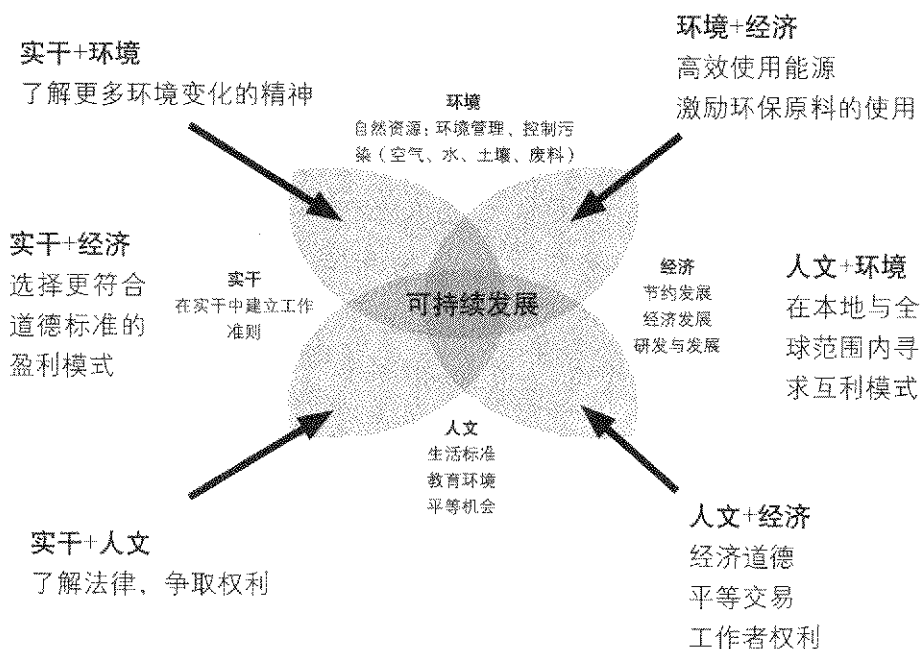 实干+环境
了解更多环境变化的精神
环境+经济
高效使用能源
激励环保原料的使用
环境
自然资源：环境管理、控制污
染（空气、水、土壤、废料）
实干+经济
选择更符合
道德标准的
盈利模式
实干
在实干中建立工作
准则
可持续发展
经济
节约发展
经济发展
研发与发展
人文+环境
在本地与全
球范围内寻
求互利模式
人文
生活标准
教育环境
平等机会
实干+人文
了解法律，争取权利
人文+经济
经济道德
平等交易
工作者权利